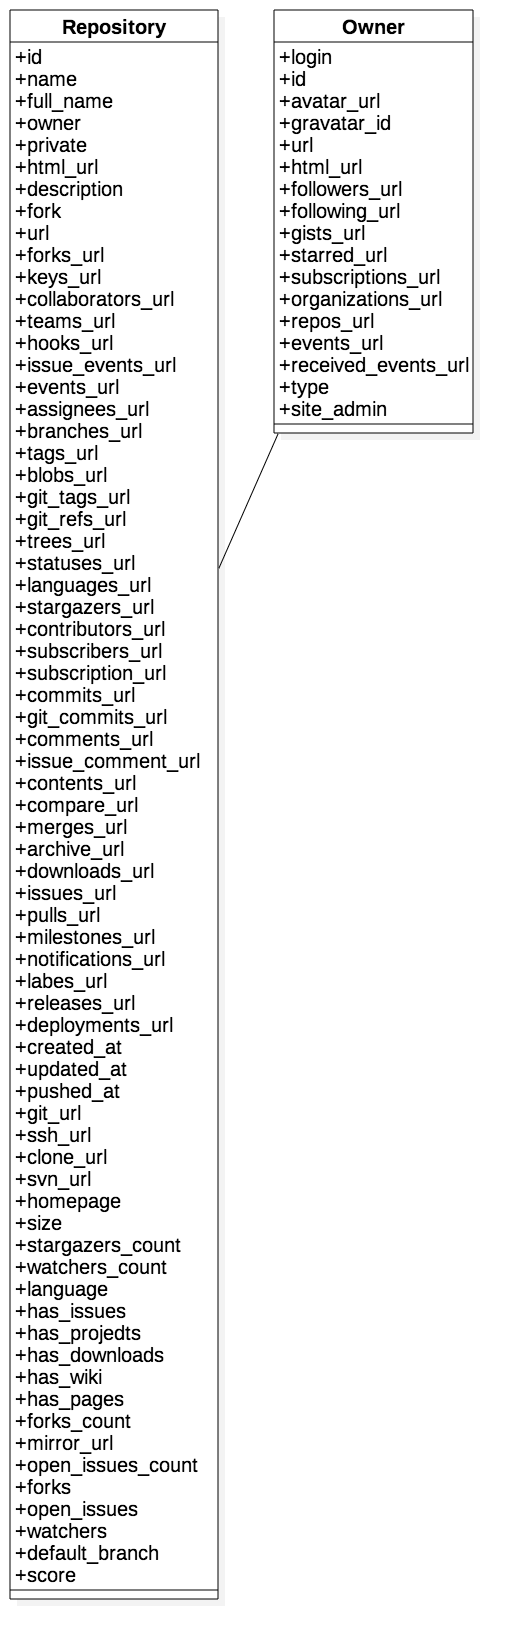 Repository
+id
+name
+full_name
+owner
+private
+html_url
+description
+fork
+url
+forks_url
+keys_url
+collaborators_url
+teams_url
+hooks_url
+issue_events_url
+events_url
+assignees_url
+branches_url
+tags_url
+blobs_url
+git_tags_url
+git_refs_url
+trees_url
+statuses_url
+languages_url
+stargazers_url
+contributors_url
+subscribers_url
+subscription_url
+commits_url
+git_commits_url
+comments_url
+issue_comment_url
+contents_url
+compare_url
+merges_url
+archive_url
+downloads_url
+issues_url
+pulls_url
+milestones_url
+notifications_url
+labes_url
+releases_url
+deployments_url
+created_at
+updated_at
+pushed_at
+git_url
+ssh_url
+clone_url
+svn_url
+homepage
+size
+stargazers_count
+watchers_count
+language
+has_issues
+has_projedts
+has_downloads
+has_wiki
+has_pages
+forks_count
+mirror_url
+open_issues_count
+forks
+open_issues
+watchers
+default_branch
+score
Owner
+login
+id
+avatar_url
+gravatar_id
+url
+html_url
+followers_url
+following_url
+gists_url
+starred_url
+subscriptions_url
+organizations_url
+repos_url
+events_url
+received_events_url
+type
+site_admin